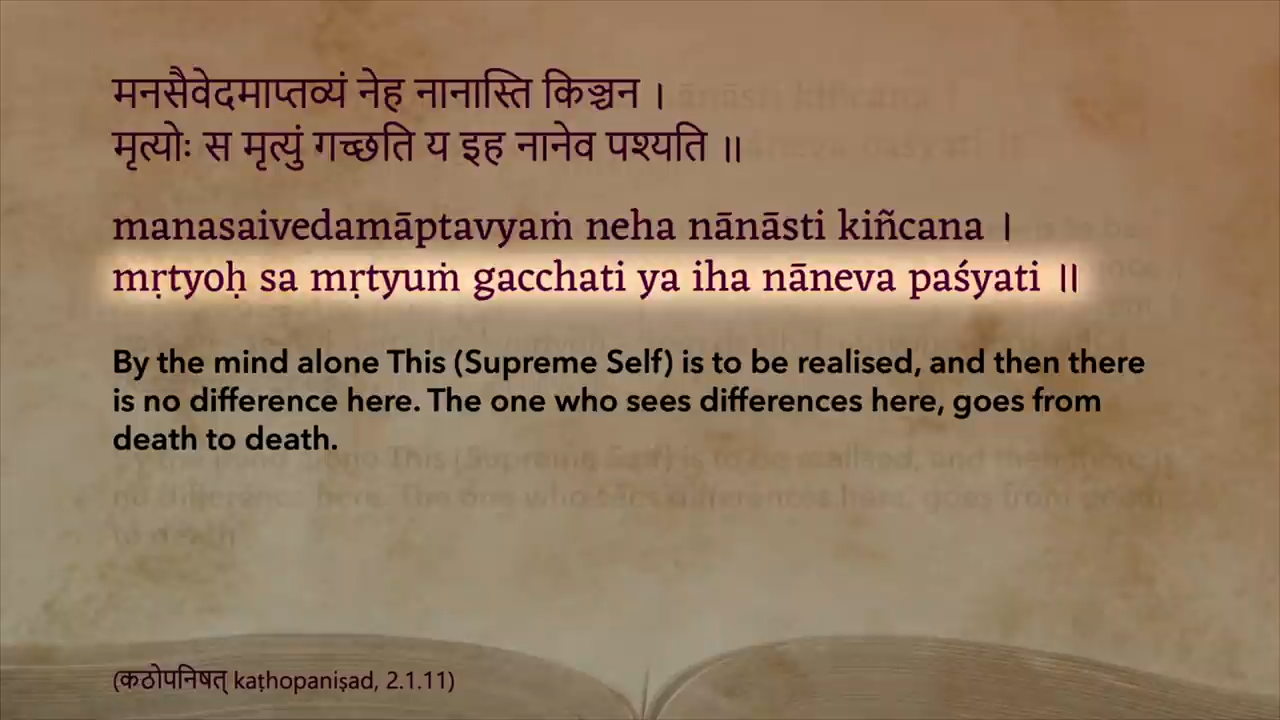 मनसैवेदमाप्तव्यं नेह नानास्ति किञ्चन ।
मृत्योः स मृत्युं गच्छति य इह नानेव पश्यति ॥
manasaivedamāptavyaṁ neha nānāsti kiñcana ।
mṛtyoḥ sa mṛtyuṁ gacchati ya iha nāneva paśyati ॥
By the mind alone This (Supreme Self) is to be realised, and then there
is no difference here. The one who sees differences here, goes from
death to death.
(कठोपनिषत् kaṭhopaniṣad, 2.1.11)